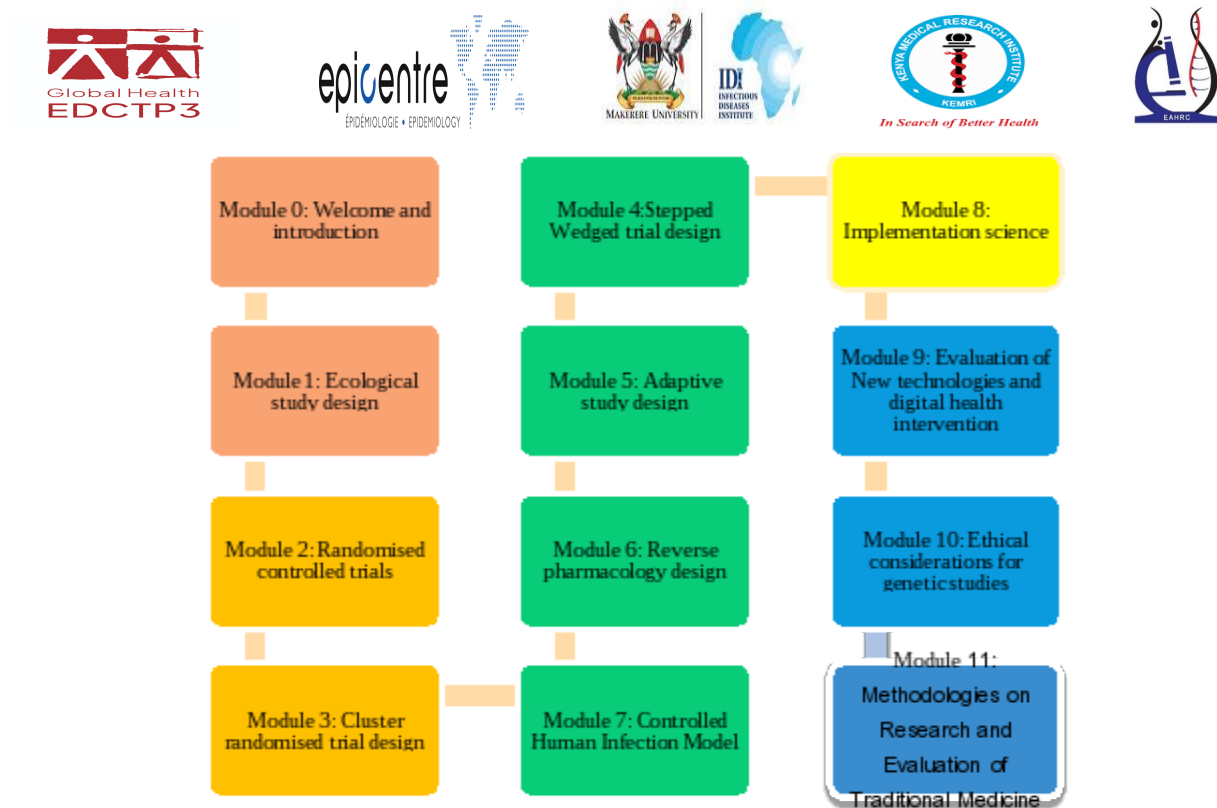 Global Health
EDCTP3
epicentre
ÉPIDÉMIOLOGIE • EPIDEMIOLOGY
MAKERERE UNIVERSITY
IDI
INFECTIOUS
DISEASES
INSTITUTE
KENYA MEDICAL RESEARCH INSTITUTE
KEMRI
In Search of Better Health
EAHRC
Module 0: Welcome and
introduction
Module 1: Ecological
study design
Module 2: Randomised
controlled trials
Module 3: Cluster
randomised trial design
Module 4:Stepped
Wedged trial design
Module 5: Adaptive
study design
Module 6: Reverse
pharmacology design
Module 7: Controlled
Human Infection Model
Module 8:
Implementation science
Module 9: Evaluation of
New technologies and
digital health
intervention
Module 10: Ethical
considerations for
genetic studies
Module 11:
Methodologies on
Research and
Evaluation of
Traditional Medicine